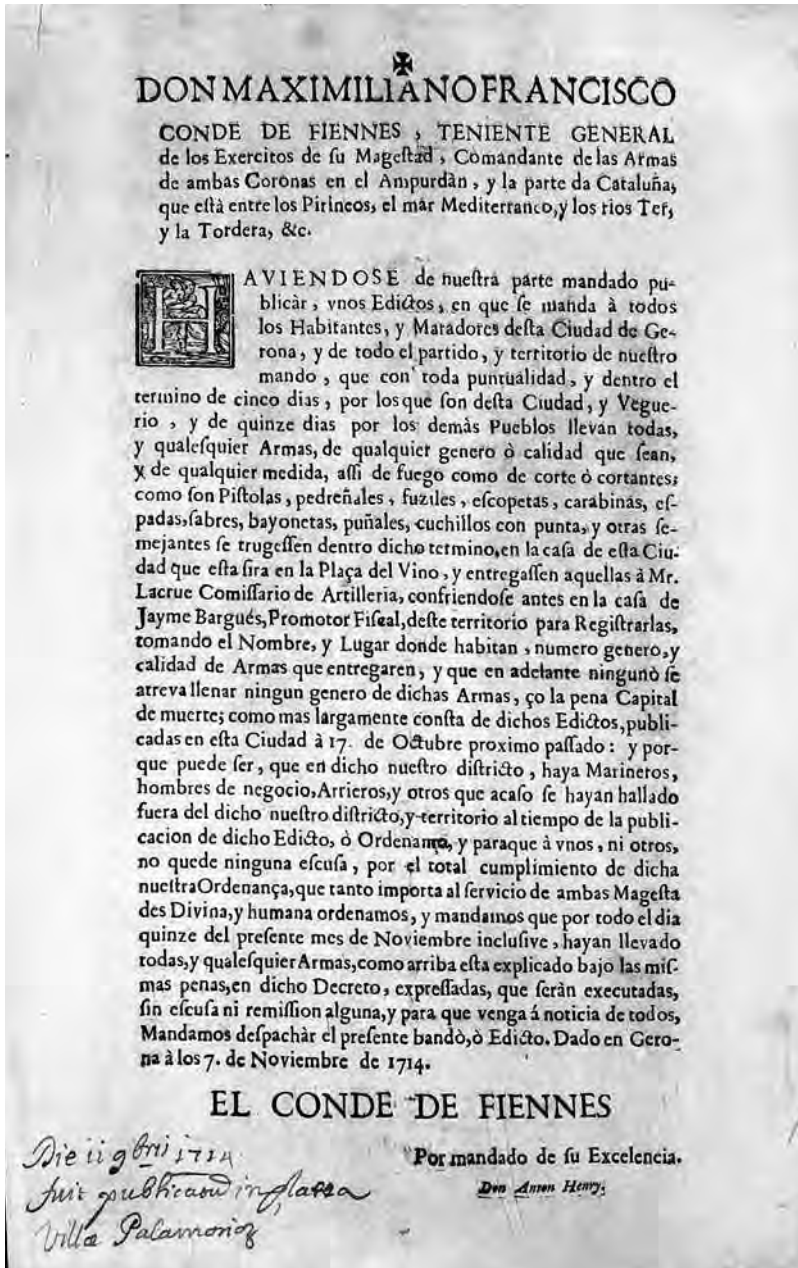 ✠
DON MAXIMILIANO FRANCISCO
CONDE DE FIENNES, TENIENTE GENERAL
de los Exercitos de ſu Mageſtad, Comandante de las Armas
de ambas Coronas en el Ampurdàn, y la parte da Cataluña,
que eſtà entre los Pirineos, el mar Mediterraneo, y los rios Ter,
y la Tordera, &c.
HAVIENDOSE de nueſtra parte mandado pu-
blicàr, vnos Edictos, en que ſe manda à todos
los Habitantes, y Matadores deſta Ciudad de Ge-
rona, y de todo el partido, y territorio de nueſtro
mando, que con toda puntualidad, y dentro el
termino de cinco dias, por los que ſon deſta Ciudad, y Vegue-
rio, y de quinze dias por los demàs Pueblos llevan todas,
y qualeſquier Armas, de qualquier genero ò calidad que ſean,
y de qualquier medida, aſſi de fuego como de corte ò cortantes;
como ſon Piſtolas, pedreñales, fuziles, eſcopetas, carabinas, eſ-
padas, ſabres, bayonetas, puñales, cuchillos con punta, y otras ſe-
mejantes ſe trugeſſen dentro dicho termino, en la caſa de eſta Ciu-
dad que eſta ſita en la Plaça del Vino, y entregaſſen aquellas à Mr.
Lacrue Comiſſario de Artilleria, confriendoſe antes en la caſa de
Jayme Bargués, Promotor Fiſcal, deſte territorio para Regiſtrarlas,
tomando el Nombre, y Lugar donde habitan, numero genero, y
calidad de Armas que entregaren, y que en adelante ningunò ſe
atreva llenar ningun genero de dichas Armas, ço la pena Capital
de muerte; como mas largamente conſta de dichos Edictos, publi-
cadas en eſta Ciudad à 17. de Octubre proximo paſſado: y por-
que puede ſer, que en dicho nueſtro diſtricto, haya Marineros,
hombres de negocio, Arrieros, y otros que acaſo ſe hayan hallado
fuera del dicho nueſtro diſtricto, y territorio al tiempo de la publi-
cacion de dicho Edicto, ò Ordenança, y paraque à vnos, ni otros,
no quede ninguna eſcuſa, por el total cumplimiento de dicha
nueſtra Ordenança, que tanto importa al ſervicio de ambas Mageſta
des Divina, y humana ordenamos, y mandamos que por todo el dia
quinze del preſente mes de Noviembre incluſive, hayan llevado
todas, y qualeſquier Armas, como arriba eſta explicado bajo las miſ-
mas penas, en dicho Decreto, expreſſadas, que ſeràn executadas,
ſin eſcuſa ni remiſſion alguna, y para que venga á noticia de todos,
Mandamos deſpachàr el preſente bandò, ò Edicto. Dado en Gero-
na à los 7. de Noviembre de 1714.
EL CONDE DE FIENNES
Por mandado de ſu Excelencia.
Don Anton Henry.
Die 11 9bris 1714
fuit publicatum in platea
Villæ